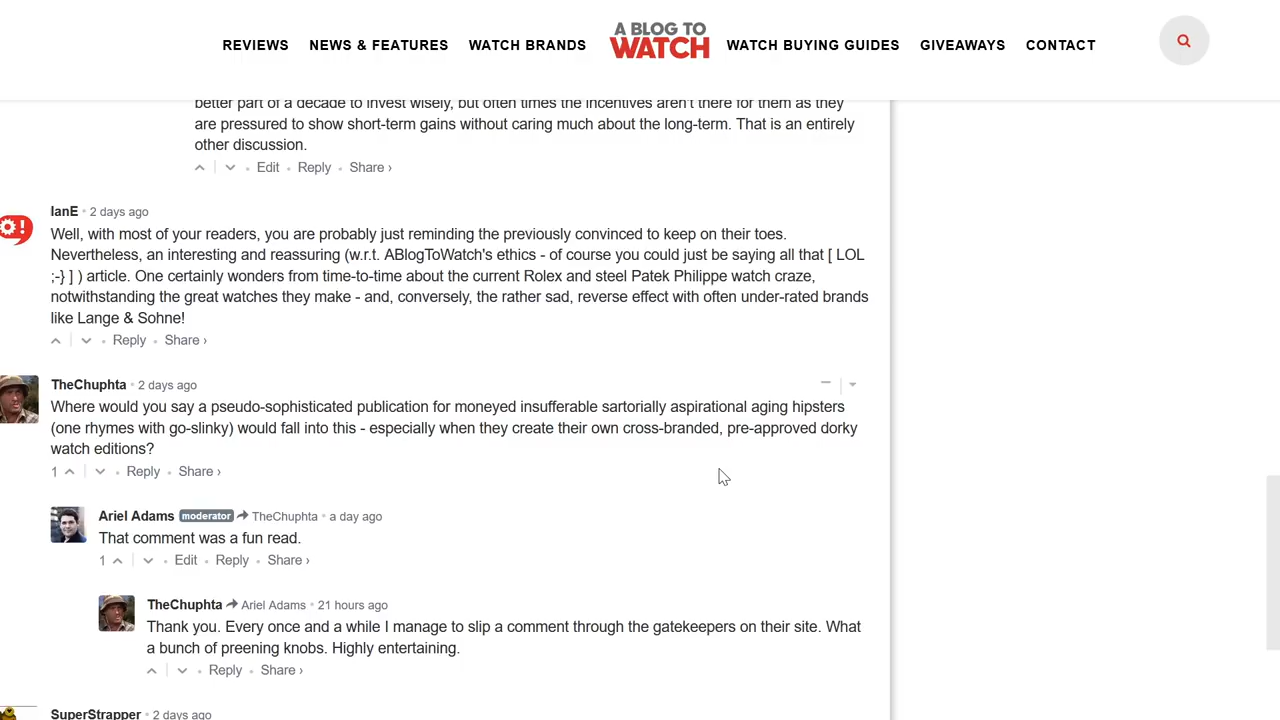 REVIEWS NEWS & FEATURES WATCH BRANDS A BLOG TO WATCH WATCH BUYING GUIDES GIVEAWAYS CONTACT
better part of a decade to invest wisely, but often times the incentives aren't there for them as they
are pressured to show short-term gains without caring much about the long-term. That is an entirely
other discussion.
Edit Reply Share ›
IanE • 2 days ago
Well, with most of your readers, you are probably just reminding the previously convinced to keep on their toes.
Nevertheless, an interesting and reassuring (w.r.t. ABlogToWatch's ethics - of course you could just be saying all that [ LOL
;-} ] ) article. One certainly wonders from time-to-time about the current Rolex and steel Patek Philippe watch craze,
notwithstanding the great watches they make - and, conversely, the rather sad, reverse effect with often under-rated brands
like Lange & Sohne!
Reply Share ›
TheChuphta • 2 days ago
Where would you say a pseudo-sophisticated publication for moneyed insufferable sartorially aspirational aging hipsters
(one rhymes with go-slinky) would fall into this - especially when they create their own cross-branded, pre-approved dorky
watch editions?
1 Reply Share ›
Ariel Adams moderator TheChuphta • a day ago
That comment was a fun read.
1 Edit Reply Share ›
TheChuphta Ariel Adams • 21 hours ago
Thank you. Every once and a while I manage to slip a comment through the gatekeepers on their site. What
a bunch of preening knobs. Highly entertaining.
Reply Share ›
SuperStrapper • 2 days ago